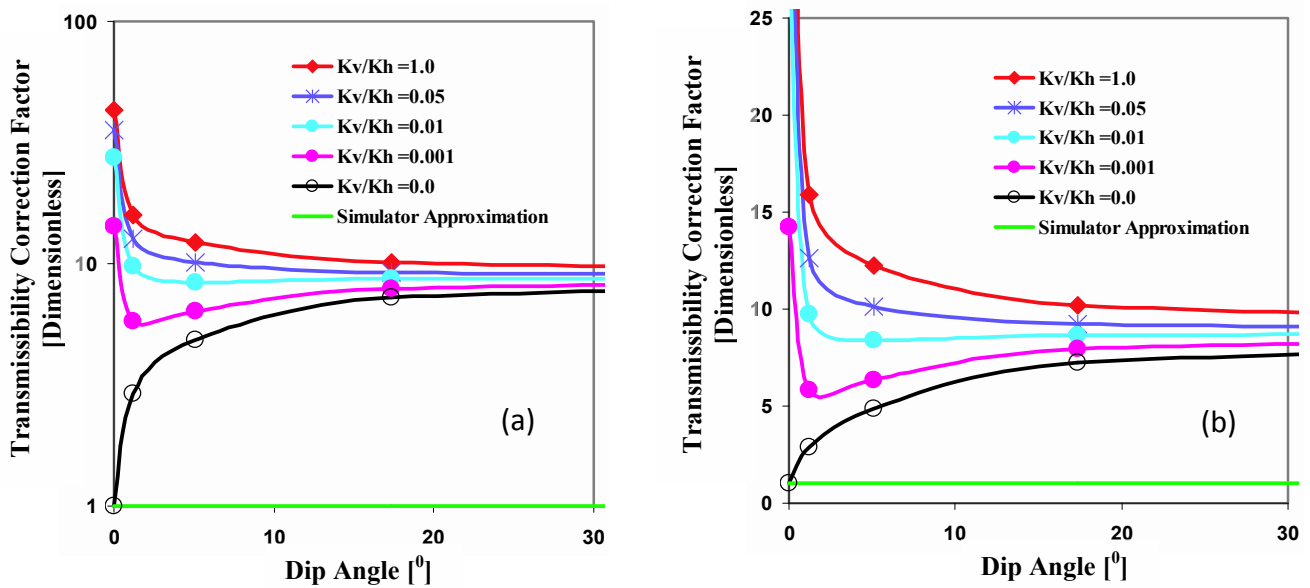 Transmissibility Correction Factor
[Dimensionless]
100
10
1
0
10
20
30
Dip Angle [⁰]
Kv/Kh =1.0
Kv/Kh =0.05
Kv/Kh =0.01
Kv/Kh =0.001
Kv/Kh =0.0
Simulator Approximation
(a)
Transmissibility Correction Factor
[Dimensionless]
25
20
15
10
5
0
0
10
20
30
Dip Angle [⁰]
Kv/Kh =1.0
Kv/Kh =0.05
Kv/Kh =0.01
Kv/Kh =0.001
Kv/Kh =0.0
Simulator Approximation
(b)